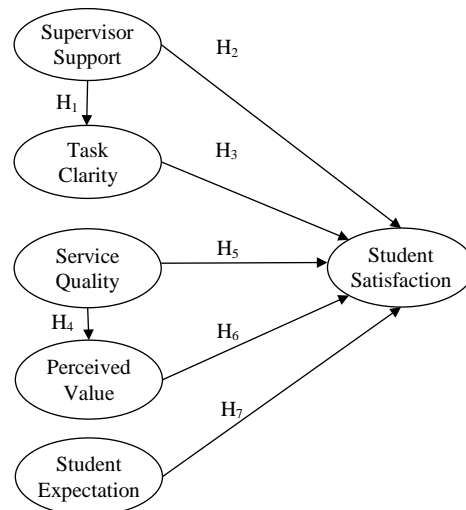 Supervisor
Support
H₂
H₁
Task
Clarity
H₃
Service
Quality
H₅
Student
Satisfaction
H₄
Perceived
Value
H₆
H₇
Student
Expectation